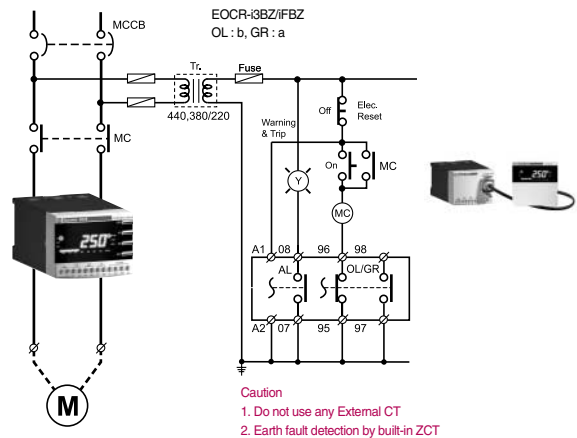 EOCR-i3BZ/iFBZ
OL : b, GR : a
MCCB
Tr.
Fuse
440,380/220
Off
Elec.
Reset
Warning
& Trip
On
MC
MC
Y
MC
A1 08 96 98
AL
OL/GR
A2 07 95 97
250
250
M
Caution
1. Do not use any External CT
2. Earth fault detection by built-in ZCT